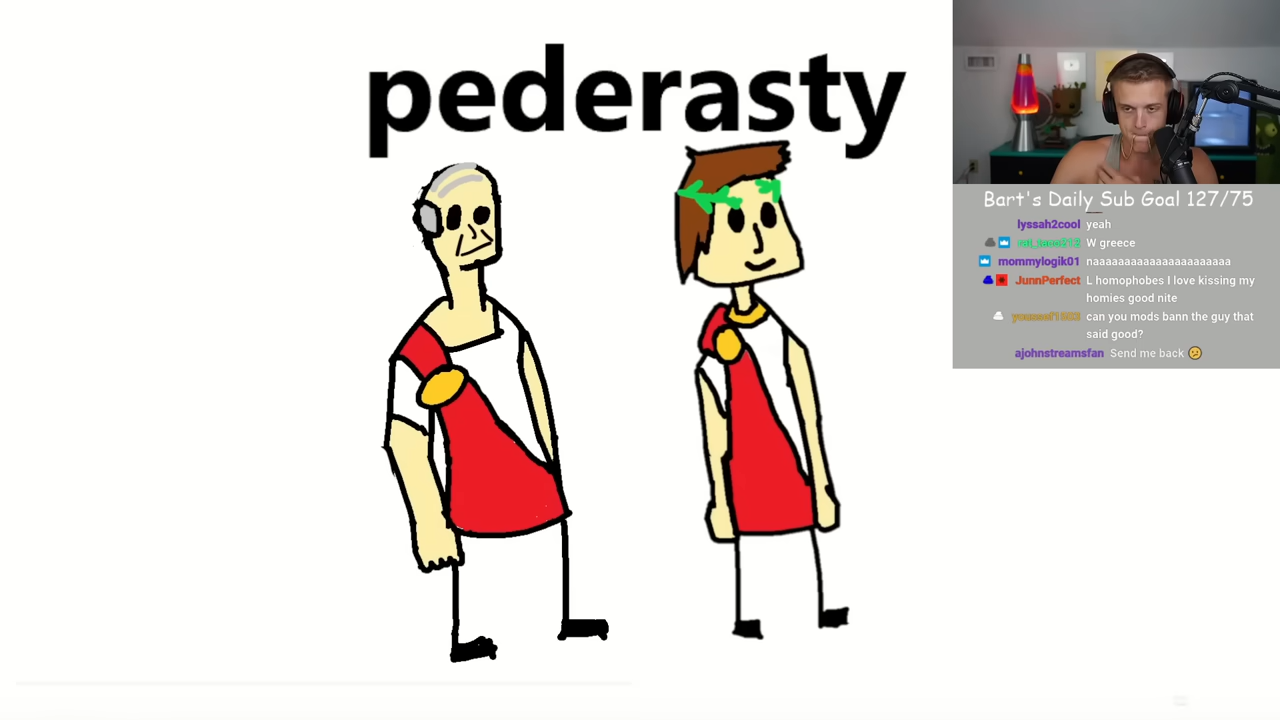 pederasty
Bart's Daily Sub Goal 127/75
lyssah2cool yeah
W greece
mommylogik01 naaaaaaaaaaaaaaaaaaaaaaa
JunnPerfect L homophobes I love kissing my
homies good nite
can you mods bann the guy that
said good?
ajohnstreamsfan Send me back